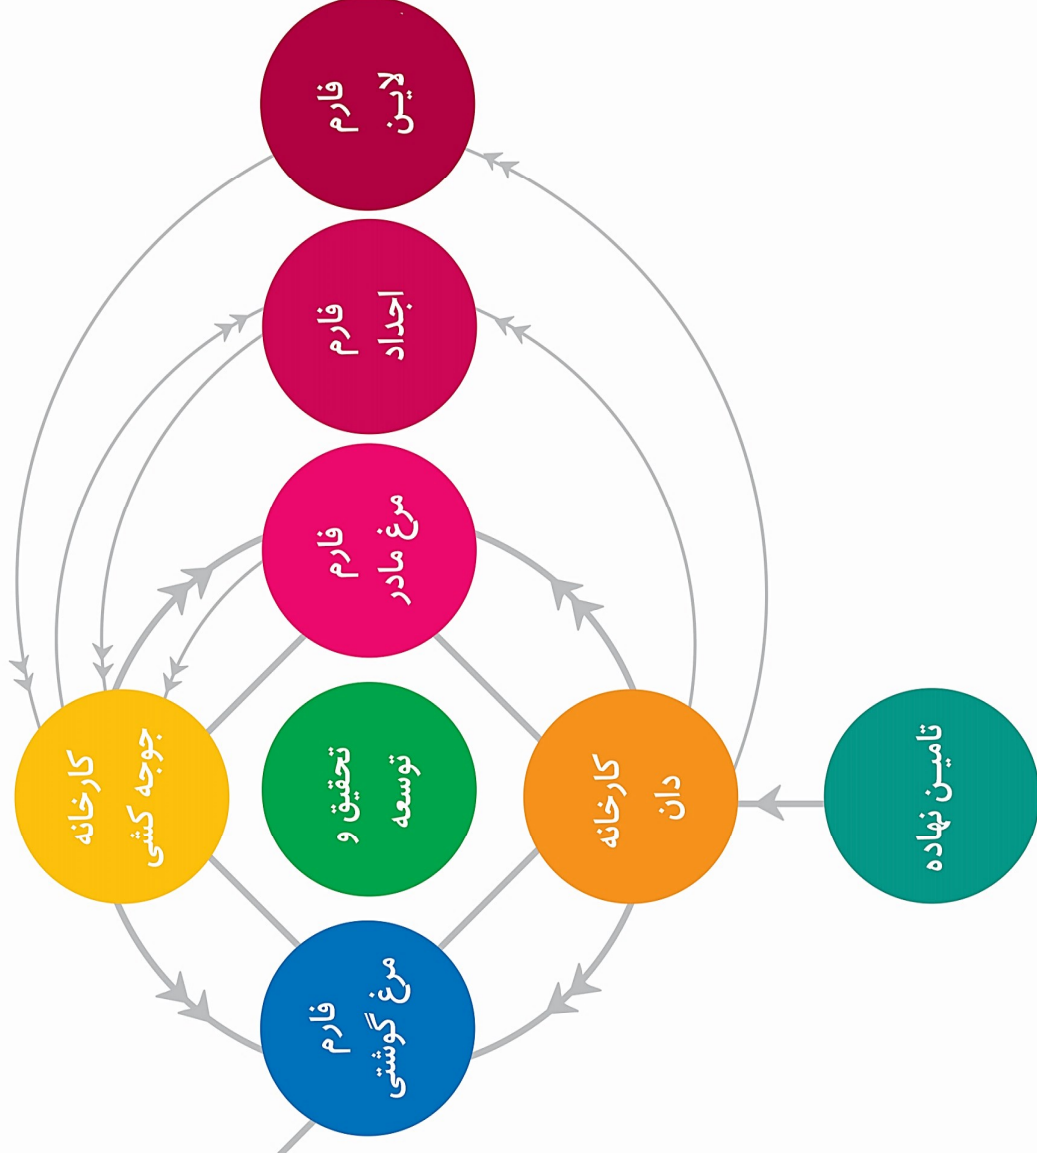 فارم
لاین
فارم
اجداد
فارم
مرغ مادر
کارخانه
جوجه کشی
تحقیق و
توسعه
کارخانه
دان
تامین نهاده
فارم
مرغ گوشتی